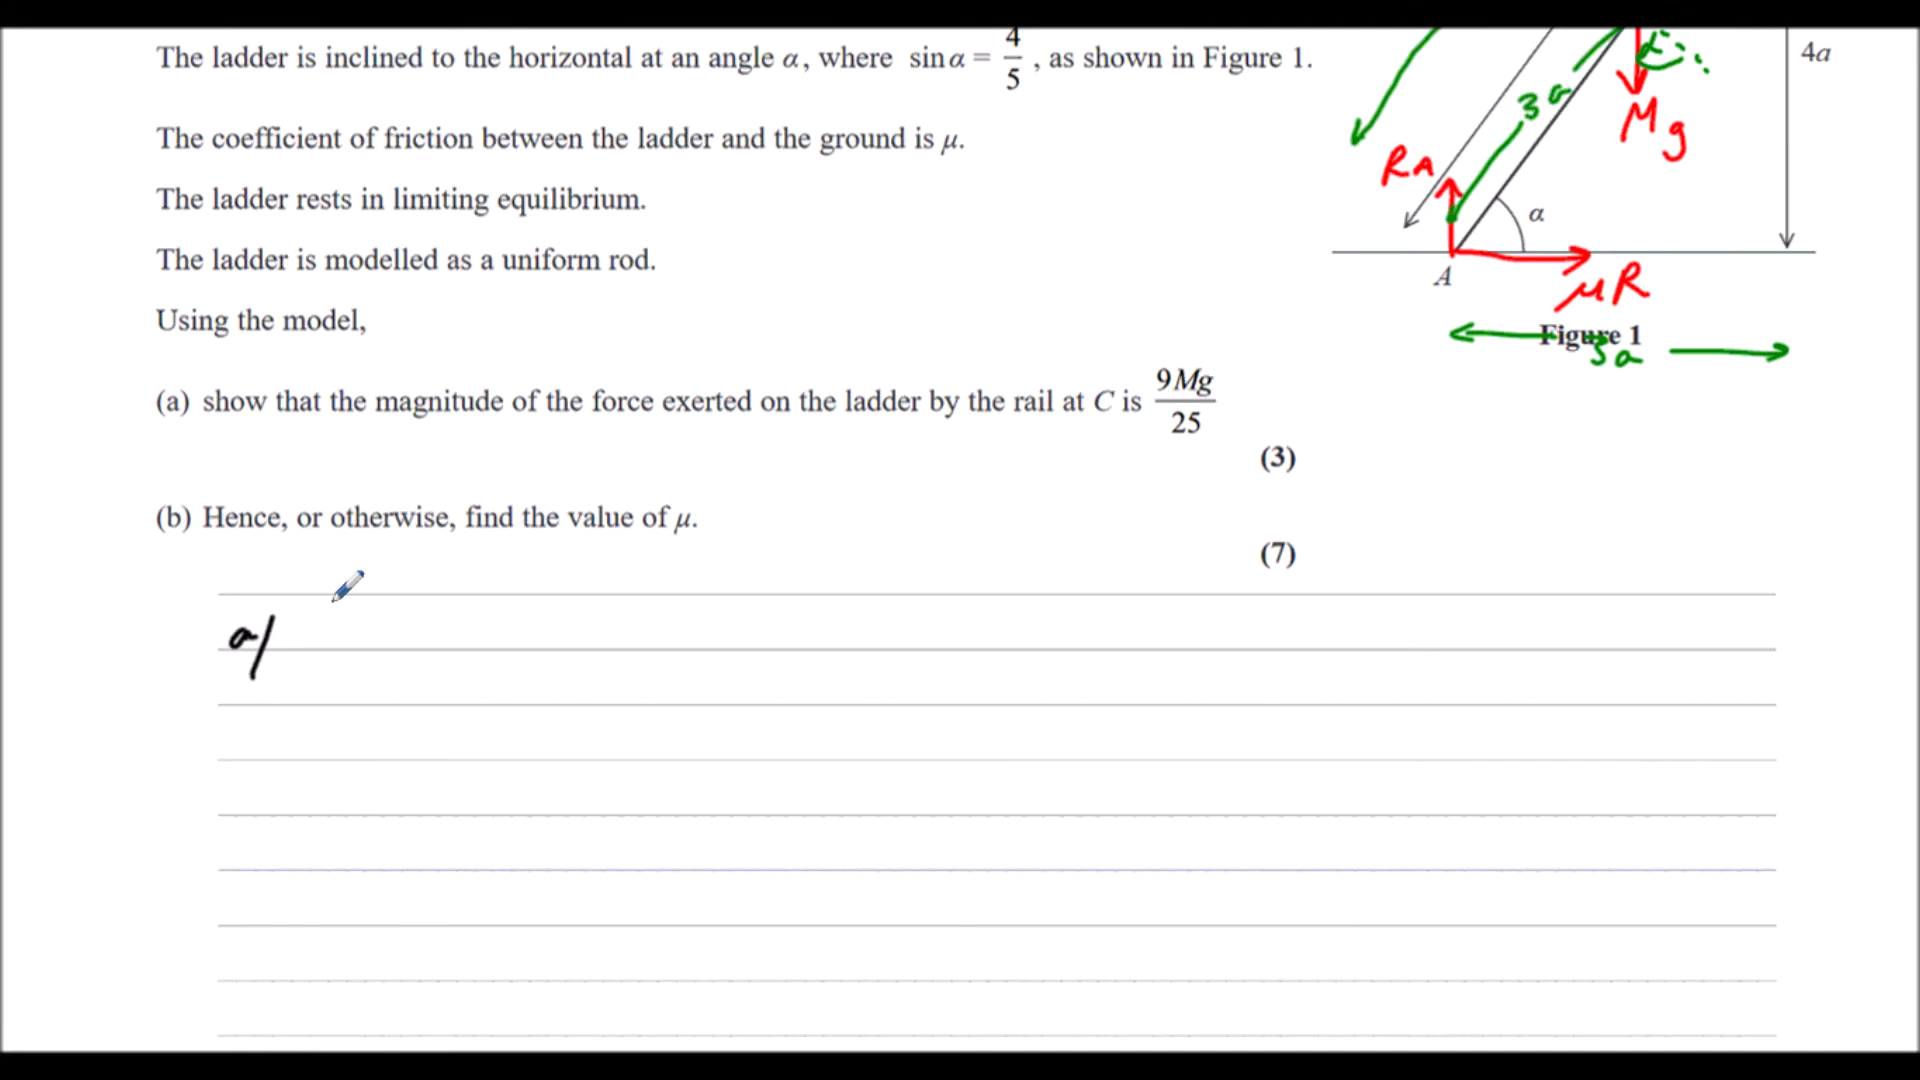 The ladder is inclined to the horizontal at an angle α, where sin α = 4/5, as shown in Figure 1.
The coefficient of friction between the ladder and the ground is μ.
The ladder rests in limiting equilibrium.
The ladder is modelled as a uniform rod.
Using the model,
(a) show that the magnitude of the force exerted on the ladder by the rail at C is 9Mg/25
(3)
(b) Hence, or otherwise, find the value of μ.
(7)
a/
4a
3a
Mg
RA
α
A
μR
Figure 1
3a